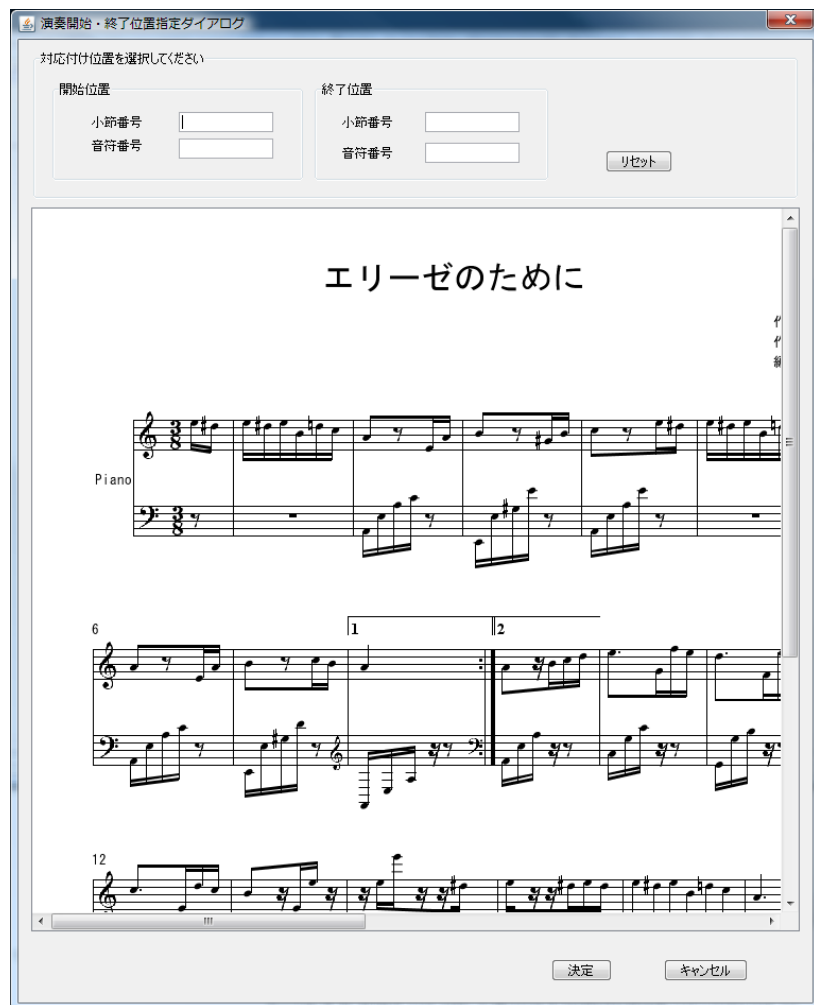 演奏開始・終了位置指定ダイアログ
対応付け位置を選択してください
開始位置
小節番号
音符番号
終了位置
小節番号
音符番号
リセット
エリーゼのために
Piano
3
8
3
8
6
1
2
12
決定
キャンセル